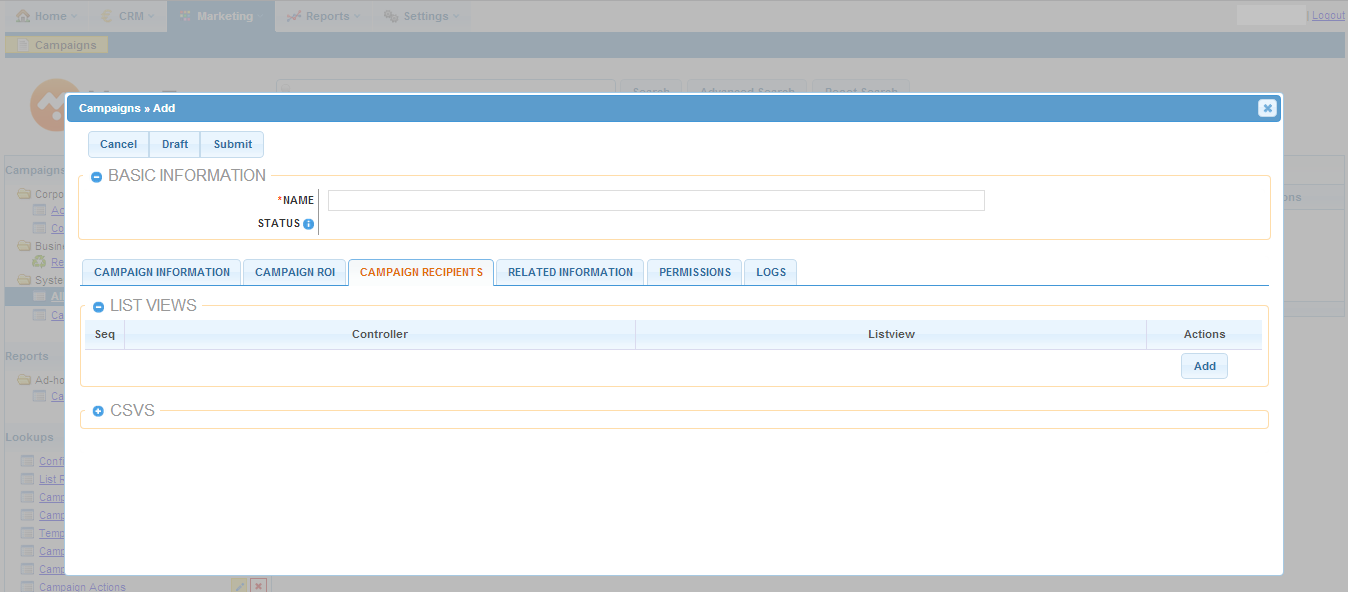 Home CRM Marketing Reports Settings | Logout
Campaigns
Search Advanced Search Reset Search
Campaigns » Add
Cancel Draft Submit
BASIC INFORMATION
*NAME
STATUS
CAMPAIGN INFORMATION CAMPAIGN ROI CAMPAIGN RECIPIENTS RELATED INFORMATION PERMISSIONS LOGS
LIST VIEWS
Seq Controller Listview Actions
Add
CSVS
Campaigns
Corpo
Ac
Co
Busin
Re
Syste
All
Ca
ons
Reports
Ad-ho
Ca
Lookups
Confi
List R
Camp
Camp
Temp
Camp
Camp
Campaign Actions